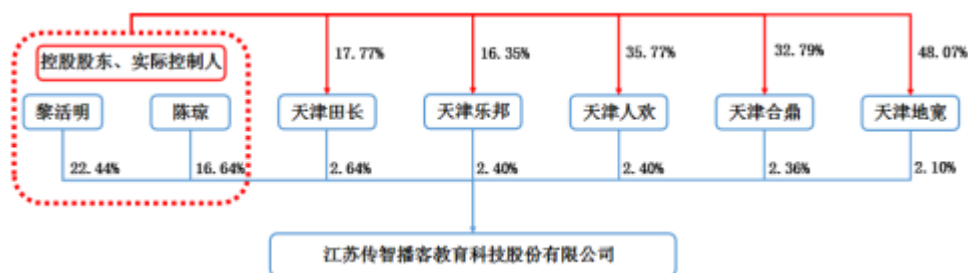 17.77%
16.35%
35.77%
32.79%
48.07%
控股股东、实际控制人
黎活明
陈琼
天津田长
天津乐邦
天津人欢
天津合鼎
天津地宽
22.44%
16.64%
2.64%
2.40%
2.40%
2.36%
2.10%
江苏传智播客教育科技股份有限公司